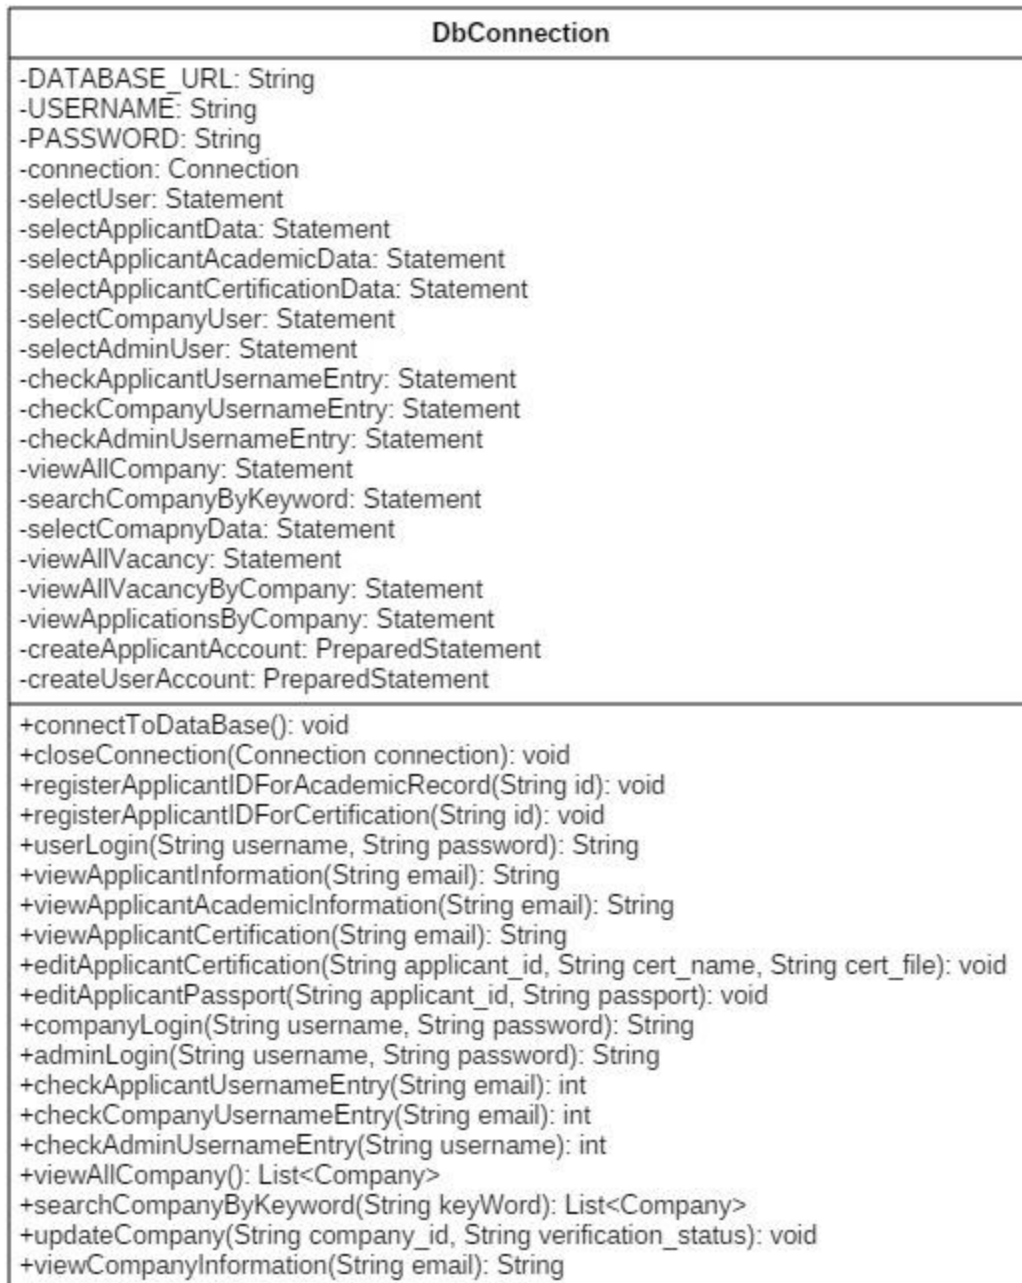 DbConnection
-DATABASE_URL: String
-USERNAME: String
-PASSWORD: String
-connection: Connection
-selectUser: Statement
-selectApplicantData: Statement
-selectApplicantAcademicData: Statement
-selectApplicantCertificationData: Statement
-selectCompanyUser: Statement
-selectAdminUser: Statement
-checkApplicantUsernameEntry: Statement
-checkCompanyUsernameEntry: Statement
-checkAdminUsernameEntry: Statement
-viewAllCompany: Statement
-searchCompanyByKeyword: Statement
-selectComapnyData: Statement
-viewAllVacancy: Statement
-viewAllVacancyByCompany: Statement
-viewApplicationsByCompany: Statement
-createApplicantAccount: PreparedStatement
-createUserAccount: PreparedStatement
+connectToDataBase(): void
+closeConnection(Connection connection): void
+registerApplicantIDForAcademicRecord(String id): void
+registerApplicantIDForCertification(String id): void
+userLogin(String username, String password): String
+viewApplicantInformation(String email): String
+viewApplicantAcademicInformation(String email): String
+viewApplicantCertification(String email): String
+editApplicantCertification(String applicant_id, String cert_name, String cert_file): void
+editApplicantPassport(String applicant_id, String passport): void
+companyLogin(String username, String password): String
+adminLogin(String username, String password): String
+checkApplicantUsernameEntry(String email): int
+checkCompanyUsernameEntry(String email): int
+checkAdminUsernameEntry(String username): int
+viewAllCompany(): List<Company>
+searchCompanyByKeyword(String keyWord): List<Company>
+updateCompany(String company_id, String verification_status): void
+viewCompanyInformation(String email): String